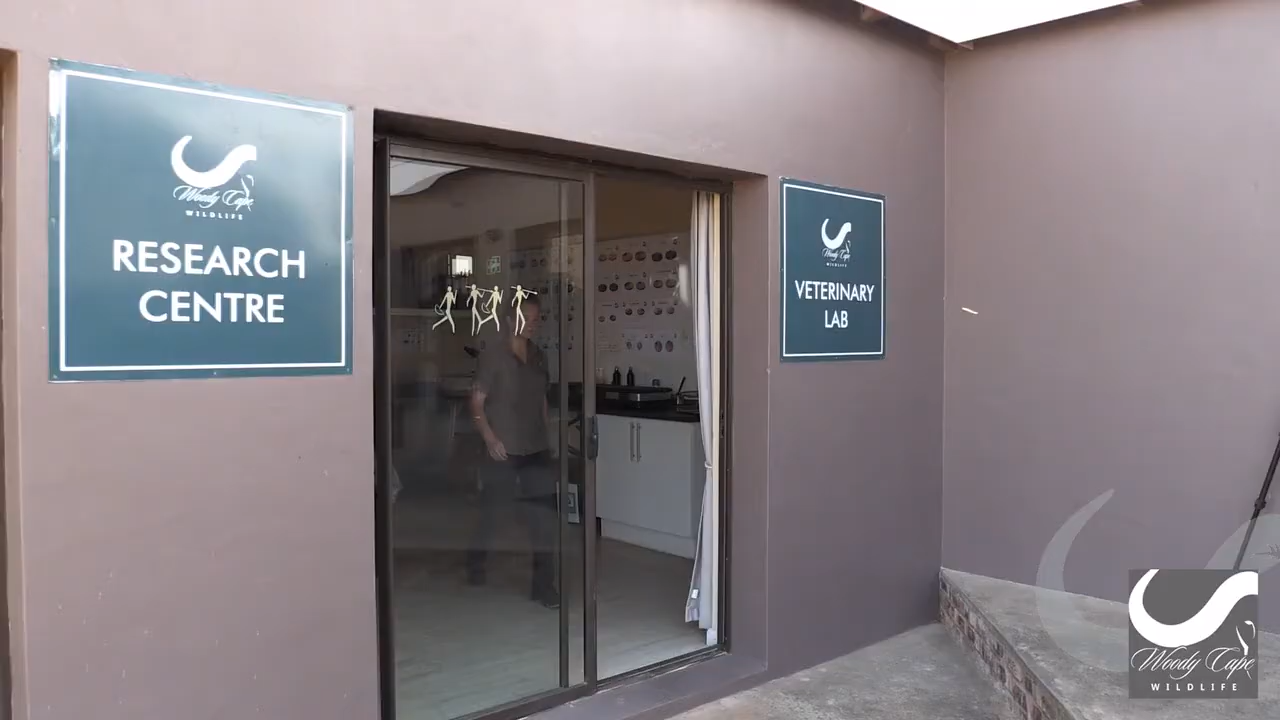 Woody Cape
WILDLIFE
RESEARCH
CENTRE
Woody Cape
WILDLIFE
VETERINARY
LAB
Woody Cape
WILDLIFE